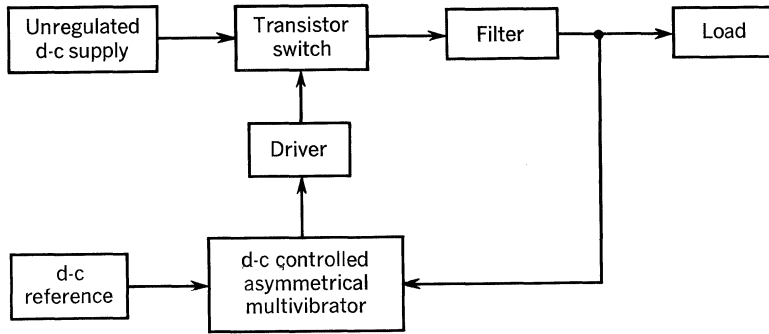 Unregulated
d-c supply
Transistor
switch
Filter
Load
Driver
d-c
reference
d-c controlled
asymmetrical
multivibrator